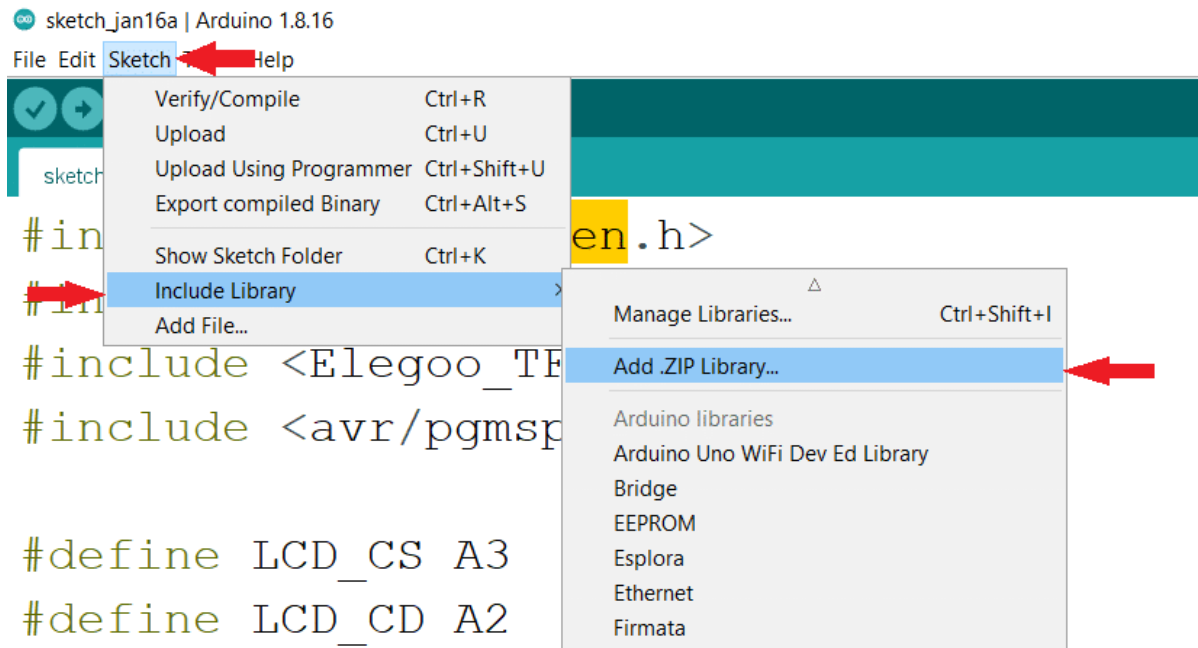 sketch_jan16a | Arduino 1.8.16
File Edit Sketch Help
Verify/Compile Ctrl+R
Upload Ctrl+U
Upload Using Programmer Ctrl+Shift+U
Export compiled Binary Ctrl+Alt+S
Show Sketch Folder Ctrl+K
Include Library
Add File...
Manage Libraries... Ctrl+Shift+I
Add .ZIP Library...
Arduino libraries
Arduino Uno WiFi Dev Ed Library
Bridge
EEPROM
Esplora
Ethernet
Firmata
sketch
#in en.h>
#in
#include <Elegoo_TF
#include <avr/pgmsp
#define LCD_CS A3
#define LCD_CD A2